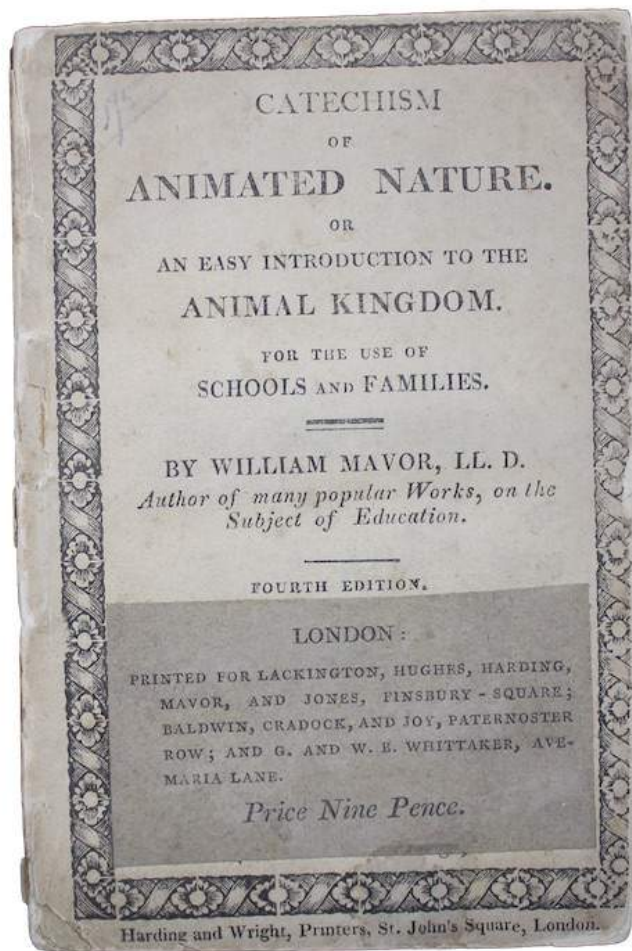 CATECHISM
OF
ANIMATED NATURE.
OR
AN EASY INTRODUCTION TO THE
ANIMAL KINGDOM.
FOR THE USE OF
SCHOOLS AND FAMILIES.
BY WILLIAM MAVOR, LL. D.
Author of many popular Works, on the
Subject of Education.
FOURTH EDITION.
LONDON:
PRINTED FOR LACKINGTON, HUGHES, HARDING,
MAVOR, AND JONES, FINSBURY-SQUARE;
BALDWIN, CRADOCK, AND JOY, PATERNOSTER
ROW; AND G. AND W. E. WHITTAKER, AVE-
MARIA LANE.
Price Nine Pence.
Harding and Wright, Printers, St. John's Square, London.